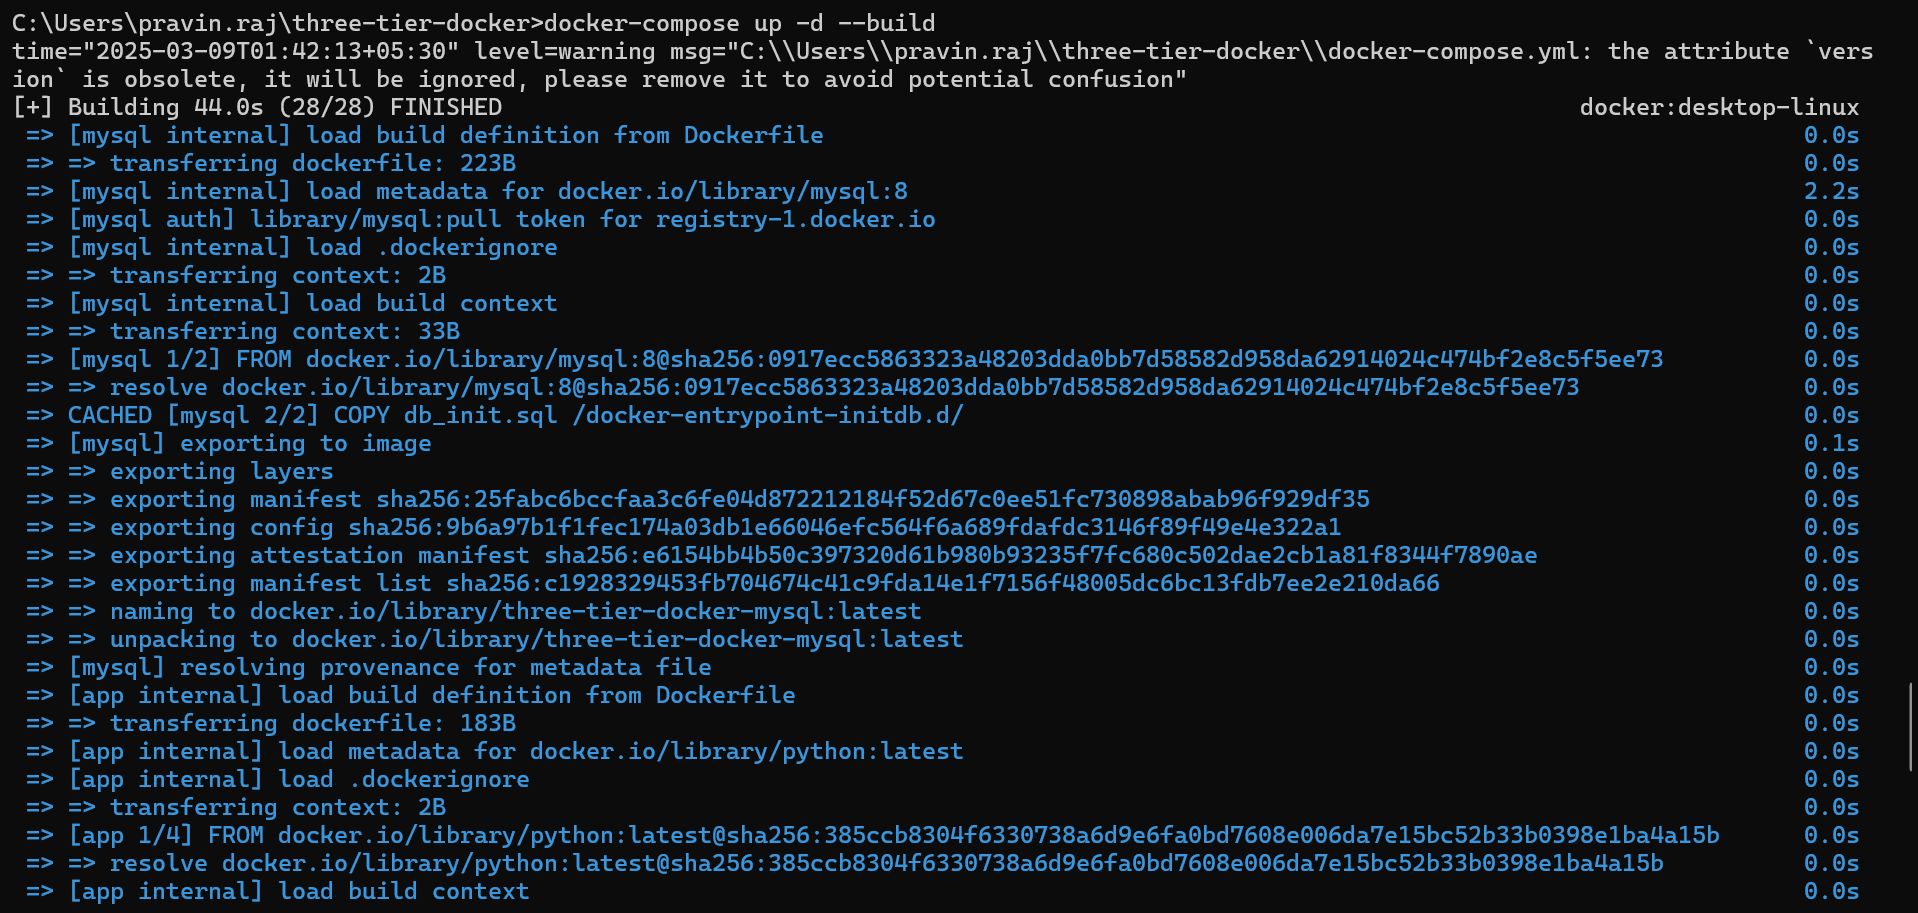 C:\Users\pravin.raj\three-tier-docker>docker-compose up -d --build
time="2025-03-09T01:42:13+05:30" level=warning msg="C:\\Users\\pravin.raj\\three-tier-docker\\docker-compose.yml: the attribute `vers
ion` is obsolete, it will be ignored, please remove it to avoid potential confusion"
[+] Building 44.0s (28/28) FINISHED docker:desktop-linux
=> [mysql internal] load build definition from Dockerfile 0.0s
=> => transferring dockerfile: 223B 0.0s
=> [mysql internal] load metadata for docker.io/library/mysql:8 2.2s
=> [mysql auth] library/mysql:pull token for registry-1.docker.io 0.0s
=> [mysql internal] load .dockerignore 0.0s
=> => transferring context: 2B 0.0s
=> [mysql internal] load build context 0.0s
=> => transferring context: 33B 0.0s
=> [mysql 1/2] FROM docker.io/library/mysql:8@sha256:0917ecc5863323a48203dda0bb7d58582d958da62914024c474bf2e8c5f5ee73 0.0s
=> => resolve docker.io/library/mysql:8@sha256:0917ecc5863323a48203dda0bb7d58582d958da62914024c474bf2e8c5f5ee73 0.0s
=> CACHED [mysql 2/2] COPY db_init.sql /docker-entrypoint-initdb.d/ 0.0s
=> [mysql] exporting to image 0.1s
=> => exporting layers 0.0s
=> => exporting manifest sha256:25fabc6bccfaa3c6fe04d872212184f52d67c0ee51fc730898abab96f929df35 0.0s
=> => exporting config sha256:9b6a97b1f1fec174a03db1e66046efc564f6a689fdafdc3146f89f49e4e322a1 0.0s
=> => exporting attestation manifest sha256:e6154bb4b50c397320d61b980b93235f7fc680c502dae2cb1a81f8344f7890ae 0.0s
=> => exporting manifest list sha256:c1928329453fb704674c41c9fda14e1f7156f48005dc6bc13fdb7ee2e210da66 0.0s
=> => naming to docker.io/library/three-tier-docker-mysql:latest 0.0s
=> => unpacking to docker.io/library/three-tier-docker-mysql:latest 0.0s
=> [mysql] resolving provenance for metadata file 0.0s
=> [app internal] load build definition from Dockerfile 0.0s
=> => transferring dockerfile: 183B 0.0s
=> [app internal] load metadata for docker.io/library/python:latest 0.0s
=> [app internal] load .dockerignore 0.0s
=> => transferring context: 2B 0.0s
=> [app 1/4] FROM docker.io/library/python:latest@sha256:385ccb8304f6330738a6d9e6fa0bd7608e006da7e15bc52b33b0398e1ba4a15b 0.0s
=> => resolve docker.io/library/python:latest@sha256:385ccb8304f6330738a6d9e6fa0bd7608e006da7e15bc52b33b0398e1ba4a15b 0.0s
=> [app internal] load build context 0.0s